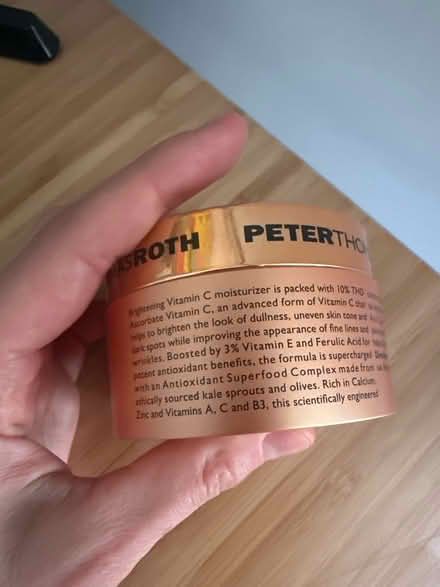 ASROTH PETERTHO
Brightening Vitamin C moisturizer is packed with 10% THD
Ascorbate Vitamin C, an advanced form of Vitamin C that
helps to brighten the look of dullness, uneven skin tone and
dark spots while improving the appearance of fine lines and
wrinkles. Boosted by 3% Vitamin E and Ferulic Acid for
potent antioxidant benefits, the formula is supercharged
with an Antioxidant Superfood Complex made from
ethically sourced kale sprouts and olives. Rich in Calcium,
Zinc and Vitamins A, C and B3, this scientifically engineered